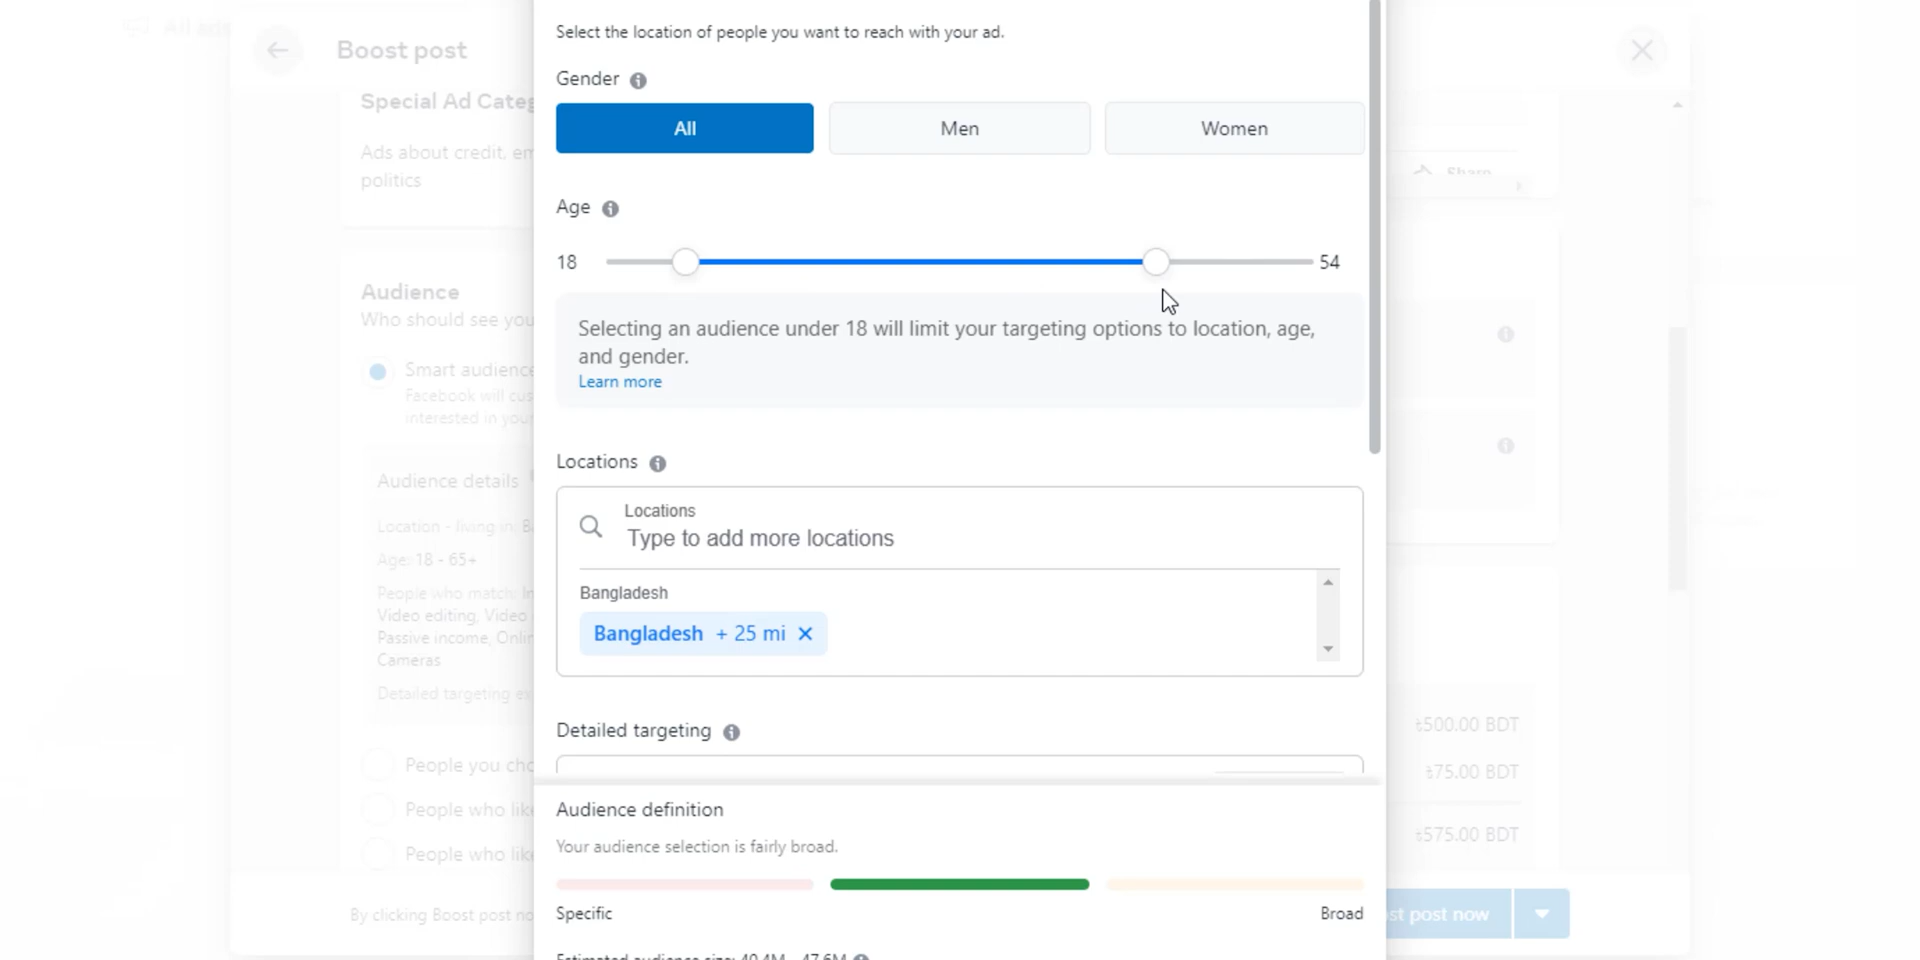 All
Boost post
Select the location of people you want to reach with your ad.
Gender
All
Men
Women
Special Ad Categ
Ads about credit, em
politics
Share
Age
18
54
Selecting an audience under 18 will limit your targeting options to location, age,
and gender.
Learn more
Audience
Who should see you
Smart audience
Facebook will cus
interested in your
Audience details
Location - living in: B
Age: 18 - 65+
People who match: In
Video editing, Video
Passive income, Onli
Cameras
Detailed targeting ex
People you cho
People who like
People who like
By clicking Boost post no
Locations
Locations
Type to add more locations
Bangladesh
Bangladesh + 25 mi
Detailed targeting
Audience definition
Your audience selection is fairly broad.
Specific
Broad
Estimated audience size: 40.4M - 47.6M
৳500.00 BDT
৳75.00 BDT
৳575.00 BDT
st post now